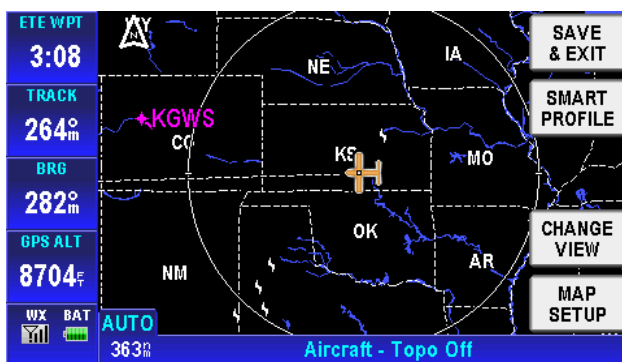 ETE WPT
3:08
TRACK
264°m
BRG
282°m
GPS ALT
8704FT
WX BAT
NE
IA
KGWS
CO
KS
MO
OK
AR
NM
AUTO
363nm
Aircraft - Topo Off
SAVE
& EXIT
SMART
PROFILE
CHANGE
VIEW
MAP
SETUP